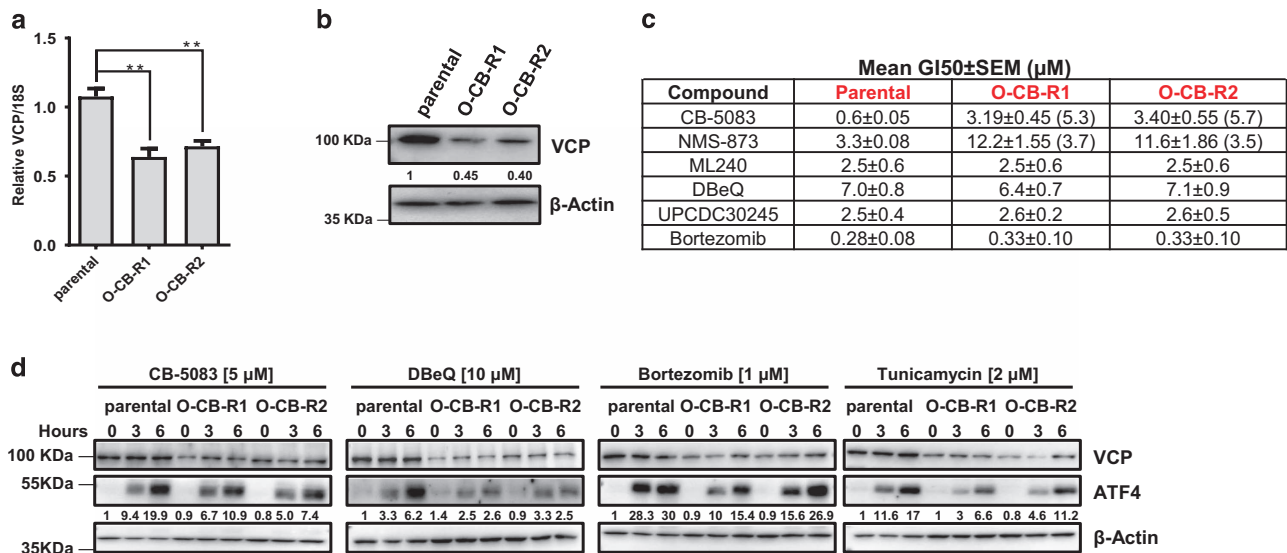 a
Relative VCP/18S
1.5
1.0
0.5
0.0
**
**
parental
O-CB-R1
O-CB-R2
b
parental
O-CB-R1
O-CB-R2
100 KDa
VCP
1 0.45 0.40
β-Actin
35 KDa
c
Mean GI50±SEM (μM)
Compound Parental O-CB-R1 O-CB-R2
CB-5083 0.6±0.05 3.19±0.45 (5.3) 3.40±0.55 (5.7)
NMS-873 3.3±0.08 12.2±1.55 (3.7) 11.6±1.86 (3.5)
ML240 2.5±0.6 2.5±0.6 2.5±0.6
DBeQ 7.0±0.8 6.4±0.7 7.1±0.9
UPCDC30245 2.5±0.4 2.6±0.2 2.6±0.5
Bortezomib 0.28±0.08 0.33±0.10 0.33±0.10
d
CB-5083 [5 μM] DBeQ [10 μM] Bortezomib [1 μM] Tunicamycin [2 μM]
parental O-CB-R1 O-CB-R2 parental O-CB-R1 O-CB-R2 parental O-CB-R1 O-CB-R2 parental O-CB-R1 O-CB-R2
Hours 0 3 6 0 3 6 0 3 6 0 3 6 0 3 6 0 3 6 0 3 6 0 3 6 0 3 6 0 3 6 0 3 6 0 3 6
100 KDa VCP
55KDa ATF4
1 9.4 19.9 0.9 6.7 10.9 0.8 5.0 7.4 1 3.3 6.2 1.4 2.5 2.6 0.9 3.3 2.5 1 28.3 30 0.9 10 15.4 0.9 15.6 26.9 1 11.6 17 1 3 6.6 0.8 4.6 11.2
35KDa β-Actin